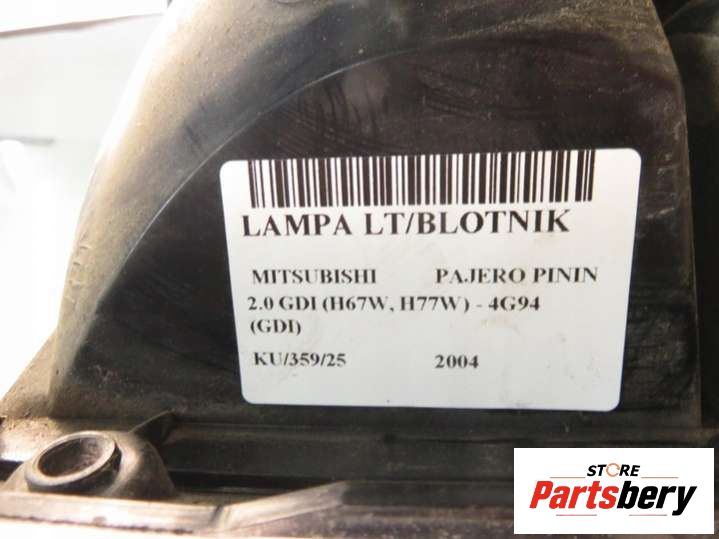 LAMPA LT/BLOTNIK
MITSUBISHI PAJERO PININ
2.0 GDI (H67W, H77W) - 4G94
(GDI)
KU/359/25 2004
STORE
Partsbery